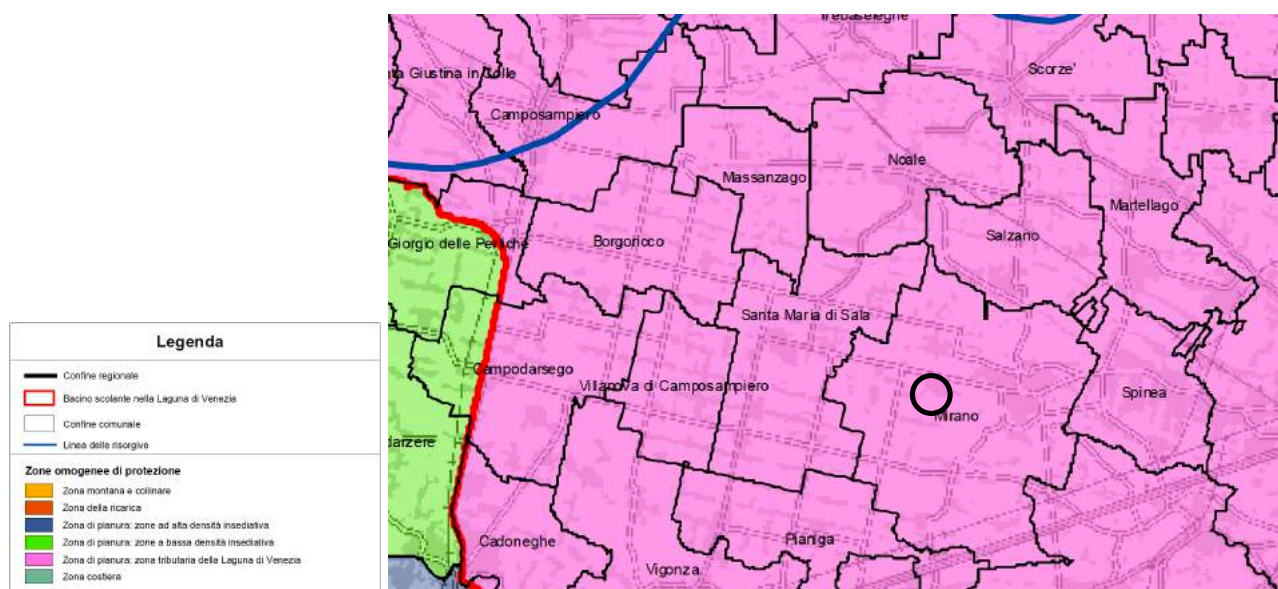 Legenda
Confine regionale
Bacino scolante nella Laguna di Venezia
Confine comunale
Linea delle risorgive
Zone omogenee di protezione
Zona montana e collinare
Zona della ricarica
Zona di pianura: zone ad alta densità insediativa
Zona di pianura: zone a bassa densità insediativa
Zona di pianura: zona tributaria della Laguna di Venezia
Zona costiera
Giustina in Colle
Scorze'
Camposampiero
Noale
Massanzago
Martellago
Salzano
Giorgio delle Pertiche
Borgoricco
Santa Maria di Sala
Campodarsego
Villanova di Camposampiero
Spinea
Mirano
Cadoneghe
Pianiga
Vigonza